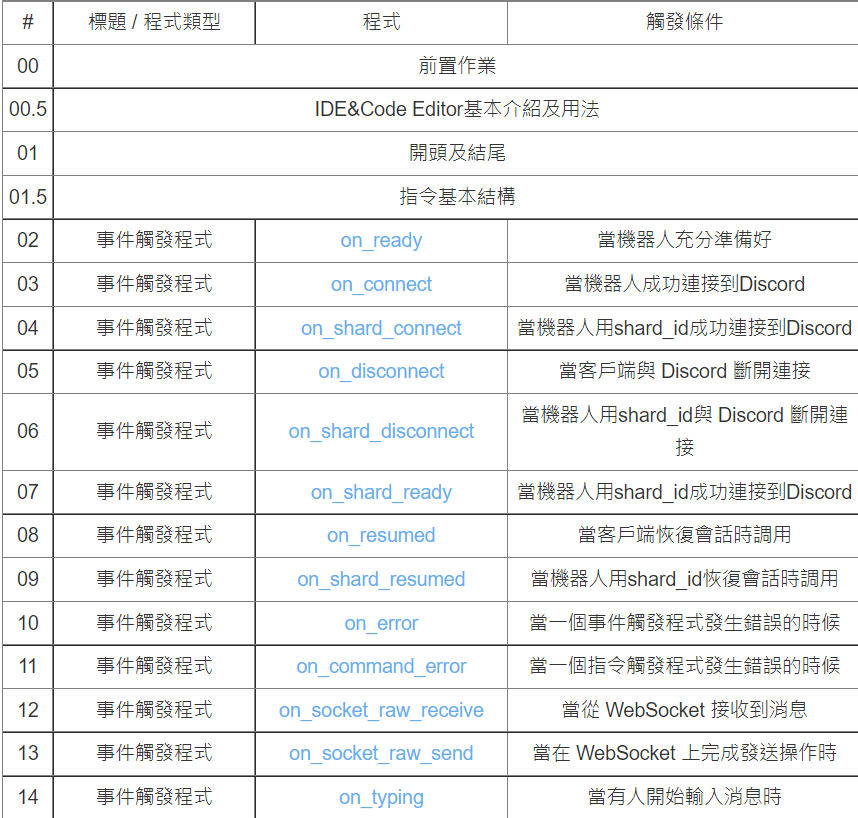 # 標題 / 程式類型 程式 觸發條件
00 前置作業
00.5 IDE&Code Editor基本介紹及用法
01 開頭及結尾
01.5 指令基本結構
02 事件觸發程式 on_ready 當機器人充分準備好
03 事件觸發程式 on_connect 當機器人成功連接到Discord
04 事件觸發程式 on_shard_connect 當機器人用shard_id成功連接到Discord
05 事件觸發程式 on_disconnect 當客戶端與 Discord 斷開連接
06 事件觸發程式 on_shard_disconnect 當機器人用shard_id與 Discord 斷開連
接
07 事件觸發程式 on_shard_ready 當機器人用shard_id成功連接到Discord
08 事件觸發程式 on_resumed 當客戶端恢復會話時調用
09 事件觸發程式 on_shard_resumed 當機器人用shard_id恢復會話時調用
10 事件觸發程式 on_error 當一個事件觸發程式發生錯誤的時候
11 事件觸發程式 on_command_error 當一個指令觸發程式發生錯誤的時候
12 事件觸發程式 on_socket_raw_receive 當從 WebSocket 接收到消息
13 事件觸發程式 on_socket_raw_send 當在 WebSocket 上完成發送操作時
14 事件觸發程式 on_typing 當有人開始輸入消息時